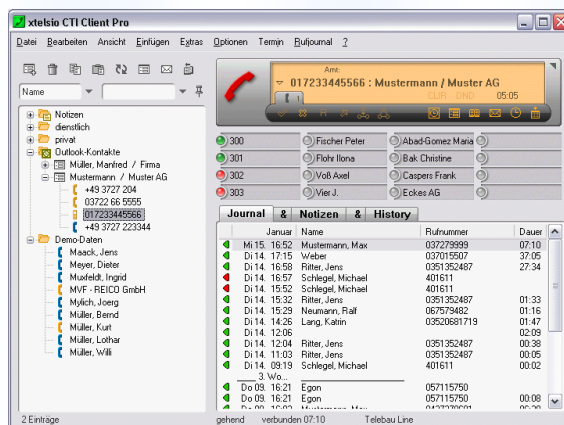 xtelsio CTI Client Pro
Datei Bearbeiten Ansicht Einfügen Extras Optionen Termin Rufjournal ?
Name
Notizen
dienstlich
privat
Outlook-Kontakte
Müller, Manfred / Firma
Mustermann / Muster AG
+49 3727 204
03722 66 5555
017233445566
+49 3727 223344
Demo-Daten
Maack, Jens
Meyer, Dieter
Muxfeldt, Ingrid
MVF - REICO GmbH
Mylich, Joerg
Müller, Bernd
Müller, Kurt
Müller, Lothar
Müller, Willi
Amt:
017233445566 : Mustermann / Muster AG
1 CLIR DND 05:05
300 Fischer Peter Abad-Gomez Maria
301 Flohr Ilona Bak Christine
302 Voß Axel Caspers Frank
303 Vier J. Eckes AG
Journal & Notizen & History
Januar Name Rufnummer Dauer
Mi 15. 16:52 Mustermann, Max 037279999 07:10
Di 14. 17:15 Weber 037015507 37:05
Di 14. 16:58 Ritter, Jens 0351352487 27:34
Di 14. 16:57 Schlegel, Michael 401611
Di 14. 15:52 Schlegel, Michael 401611
Di 14. 15:32 Ritter, Jens 0351352487 01:33
Di 14. 15:29 Neumann, Ralf 067579482 01:16
Di 14. 14:26 Lang, Katrin 03520681719 01:47
Di 14. 12:06 02:09
Di 14. 12:04 Ritter, Jens 0351352487 00:38
Di 14. 11:03 Ritter, Jens 0351352487 00:05
Di 14. 09:19 Schlegel, Michael 401611 00:02
3. Wo...
Do 09. 16:21 Egon 057115750
Do 09. 16:21 Egon 057115750 00:08
2 Einträge gehend verbunden 07:10 Telebau Line